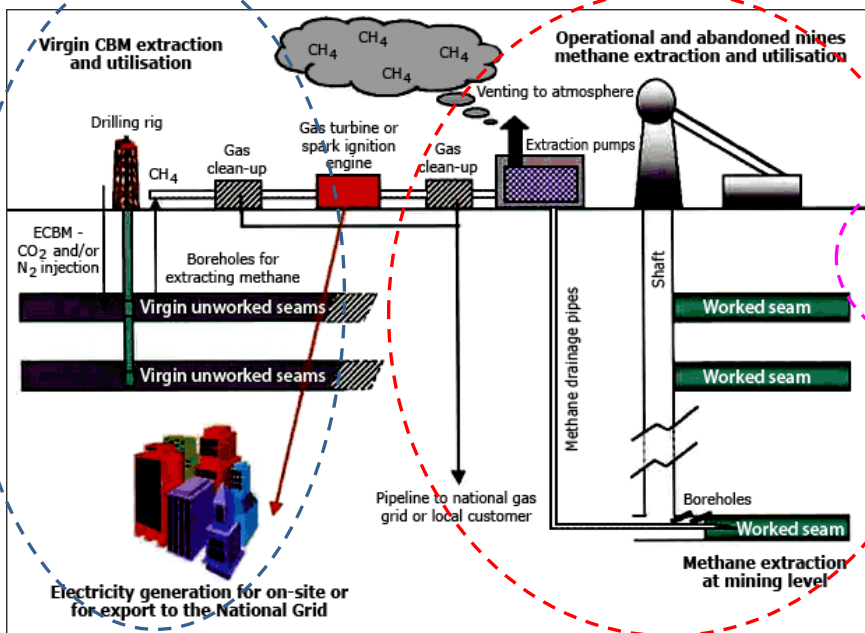 Virgin CBM extraction
and utilisation
CH4
CH4
CH4
CH4
Operational and abandoned mines
methane extraction and utilisation
Venting to atmosphere
Drilling rig
Gas
clean-up
Gas turbine or
spark ignition
engine
Gas
clean-up
Extraction pumps
CH4
ECBM -
CO2 and/or
N2 injection
Boreholes for
extracting methane
Shaft
Virgin unworked seams
Worked seam
Virgin unworked seams
Worked seam
Methane drainage pipes
Pipeline to national gas
grid or local customer
Boreholes
Worked seam
Methane extraction
at mining level
Electricity generation for on-site or
for export to the National Grid